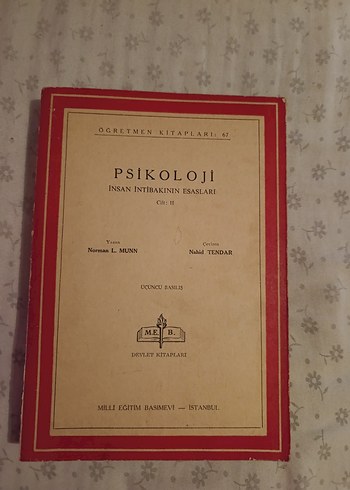 ÖĞRETMEN KİTAPLARI: 67
PSİKOLOJİ
İNSAN İNTİBAKININ ESASLARI
Cilt: II
Yazan
Norman L. MUNN
Çeviren
Nahid TENDAR
ÜÇÜNCÜ BASILIŞ
M.E.B.
DEVLET KİTAPLARI
MİLLİ EĞİTİM BASIMEVİ — İSTANBUL